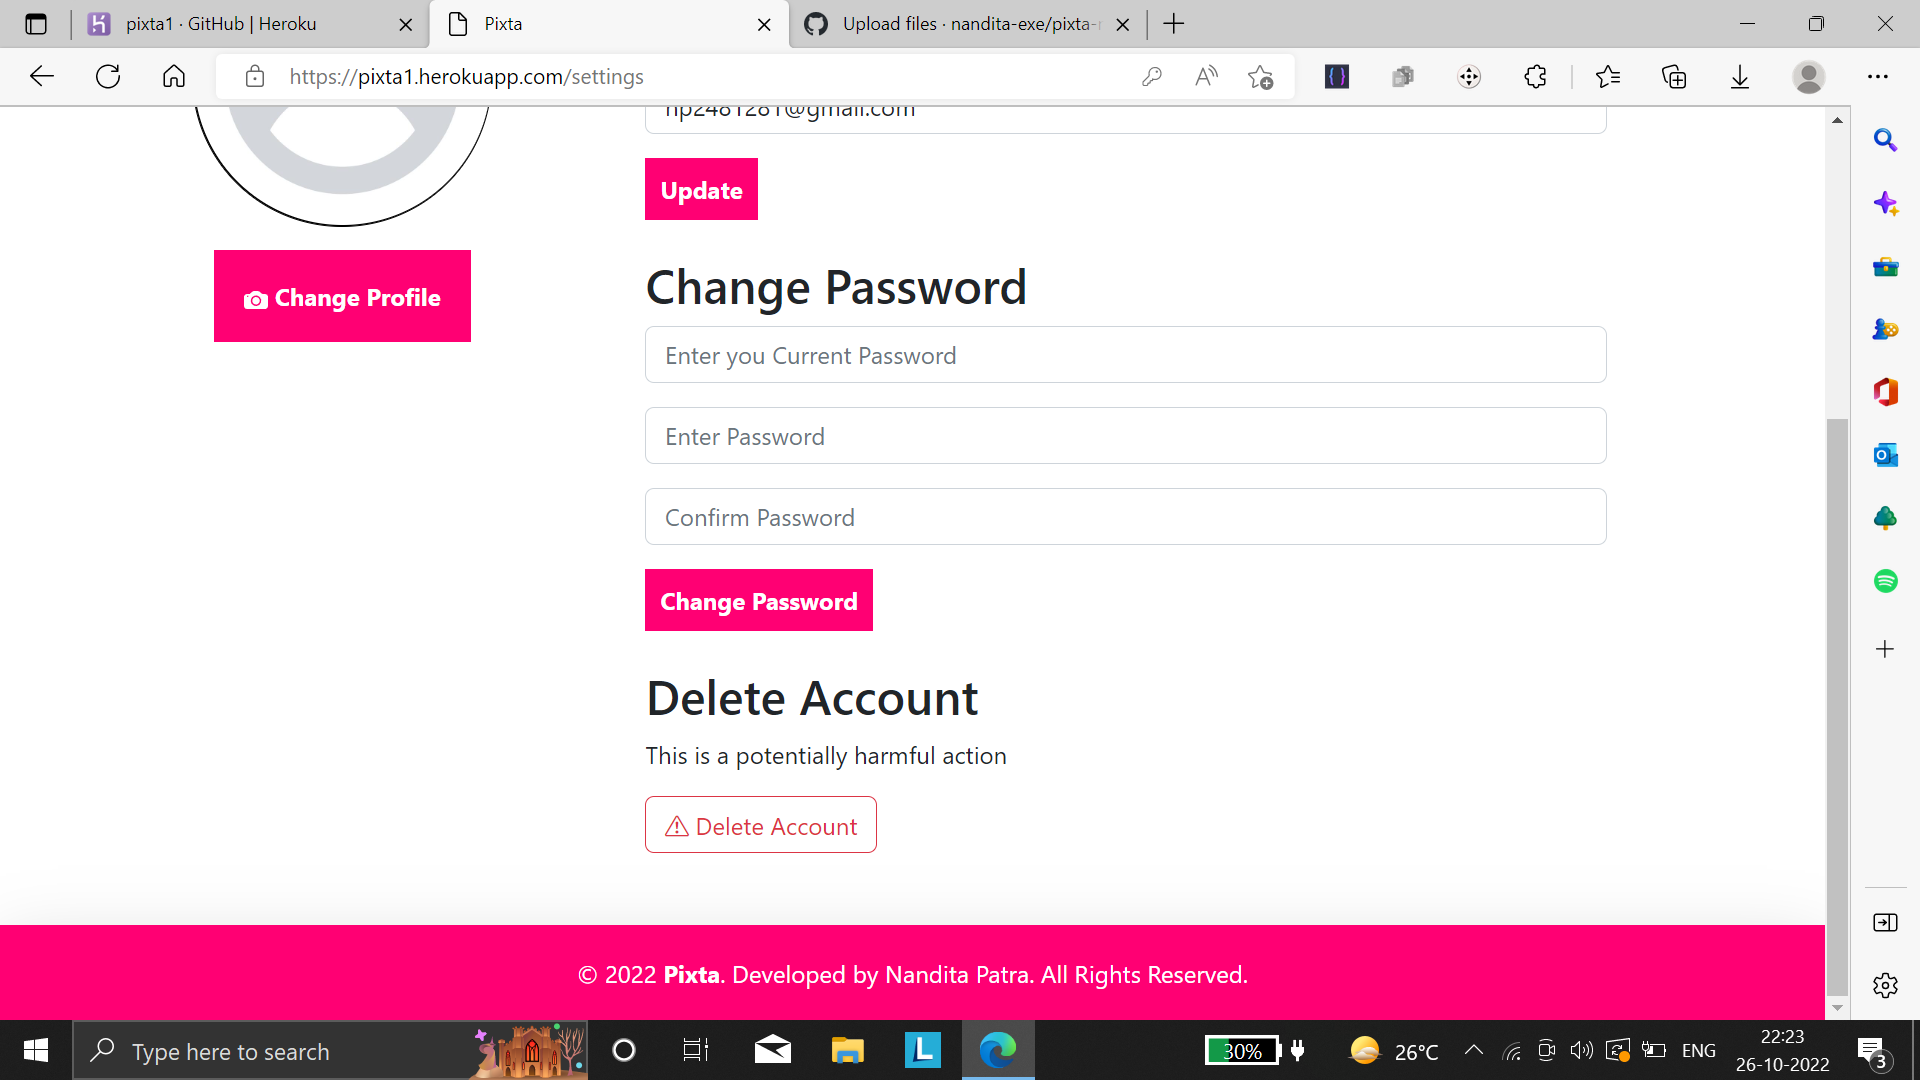 pixta1 · GitHub | Heroku
Pixta
Upload files · nandita-exe/pixta-
https://pixta1.herokuapp.com/settings
np2481281@gmail.com
Update
Change Profile
Change Password
Enter you Current Password
Enter Password
Confirm Password
Change Password
Delete Account
This is a potentially harmful action
Delete Account
© 2022 Pixta. Developed by Nandita Patra. All Rights Reserved.
Type here to search
30%
26°C
ENG
22:23
26-10-2022
3